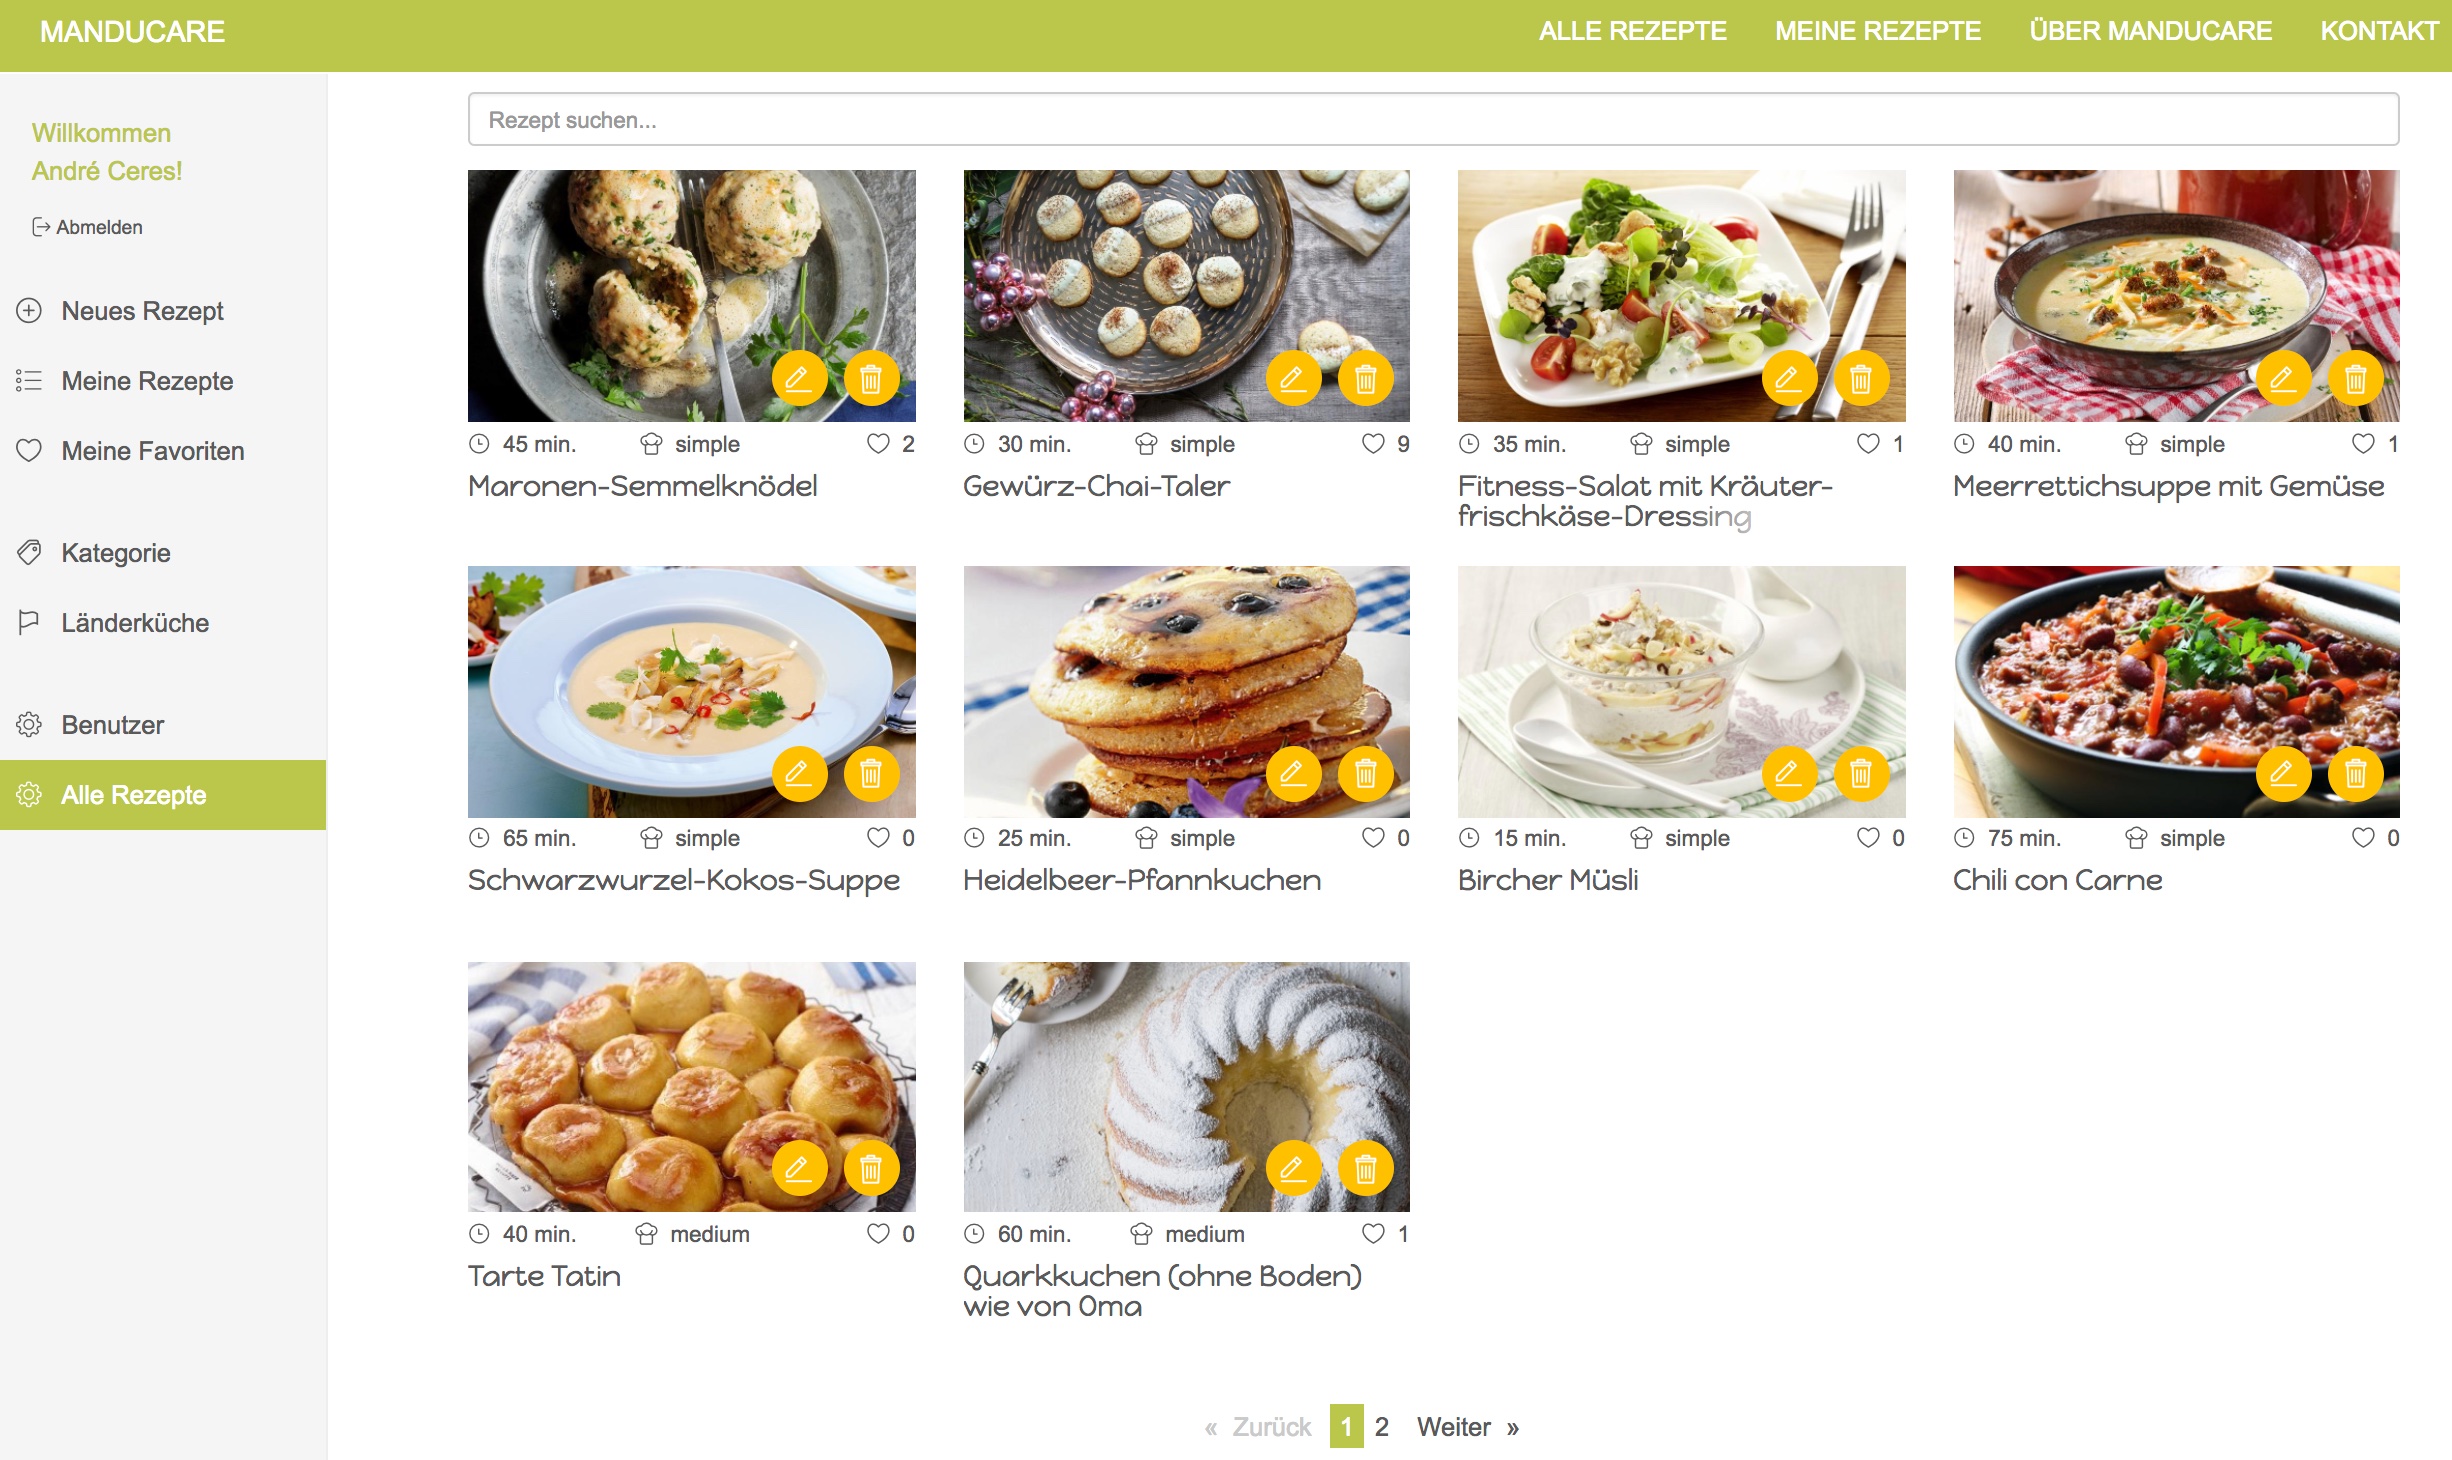 MANDUCARE
ALLE REZEPTE MEINE REZEPTE ÜBER MANDUCARE KONTAKT
Willkommen
André Ceres!
Abmelden
Neues Rezept
Meine Rezepte
Meine Favoriten
Kategorie
Länderküche
Benutzer
Alle Rezepte
Rezept suchen...
45 min. simple 2
Maronen-Semmelknödel
30 min. simple 9
Gewürz-Chai-Taler
35 min. simple 1
Fitness-Salat mit Kräuter-
frischkäse-Dressing
40 min. simple 1
Meerrettichsuppe mit Gemüse
65 min. simple 0
Schwarzwurzel-Kokos-Suppe
25 min. simple 0
Heidelbeer-Pfannkuchen
15 min. simple 0
Bircher Müsli
75 min. simple 0
Chili con Carne
40 min. medium 0
Tarte Tatin
60 min. medium 1
Quarkkuchen (ohne Boden)
wie von Oma
« Zurück 1 2 Weiter »